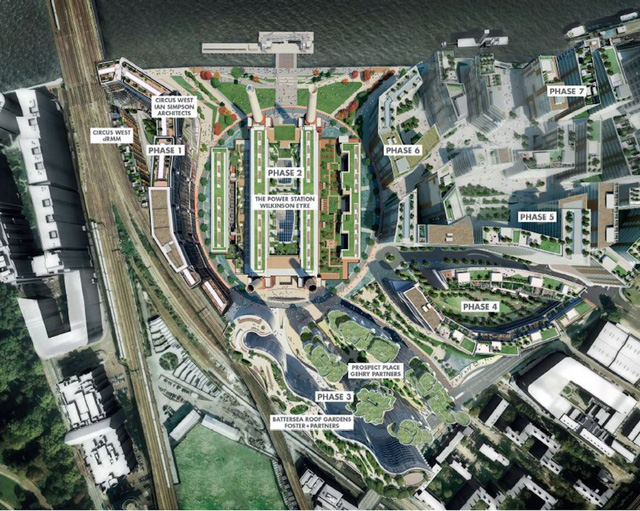 CIRCUS WEST
IAN SIMPSON
ARCHITECTS
PHASE 7
CIRCUS WEST
dRMM
PHASE 1
PHASE 6
PHASE 2
THE POWER STATION
WILKINSON EYRE
PHASE 5
PHASE 4
PROSPECT PLACE
GEHRY PARTNERS
PHASE 3
BATTERSEA ROOF GARDENS
FOSTER + PARTNERS